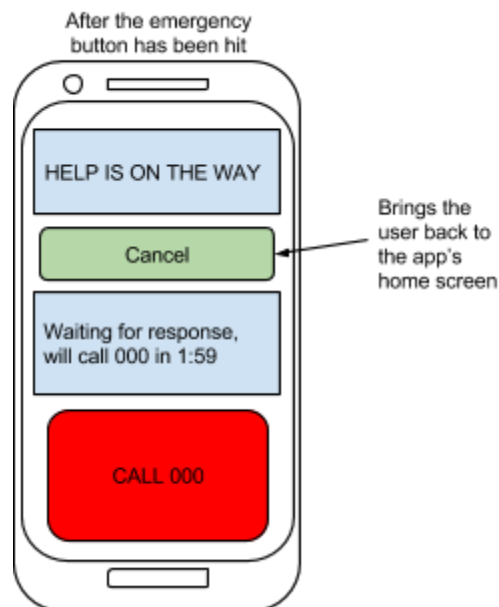 After the emergency
button has been hit
HELP IS ON THE WAY
Cancel
Brings the
user back to
the app's
home screen
Waiting for response,
will call 000 in 1:59
CALL 000